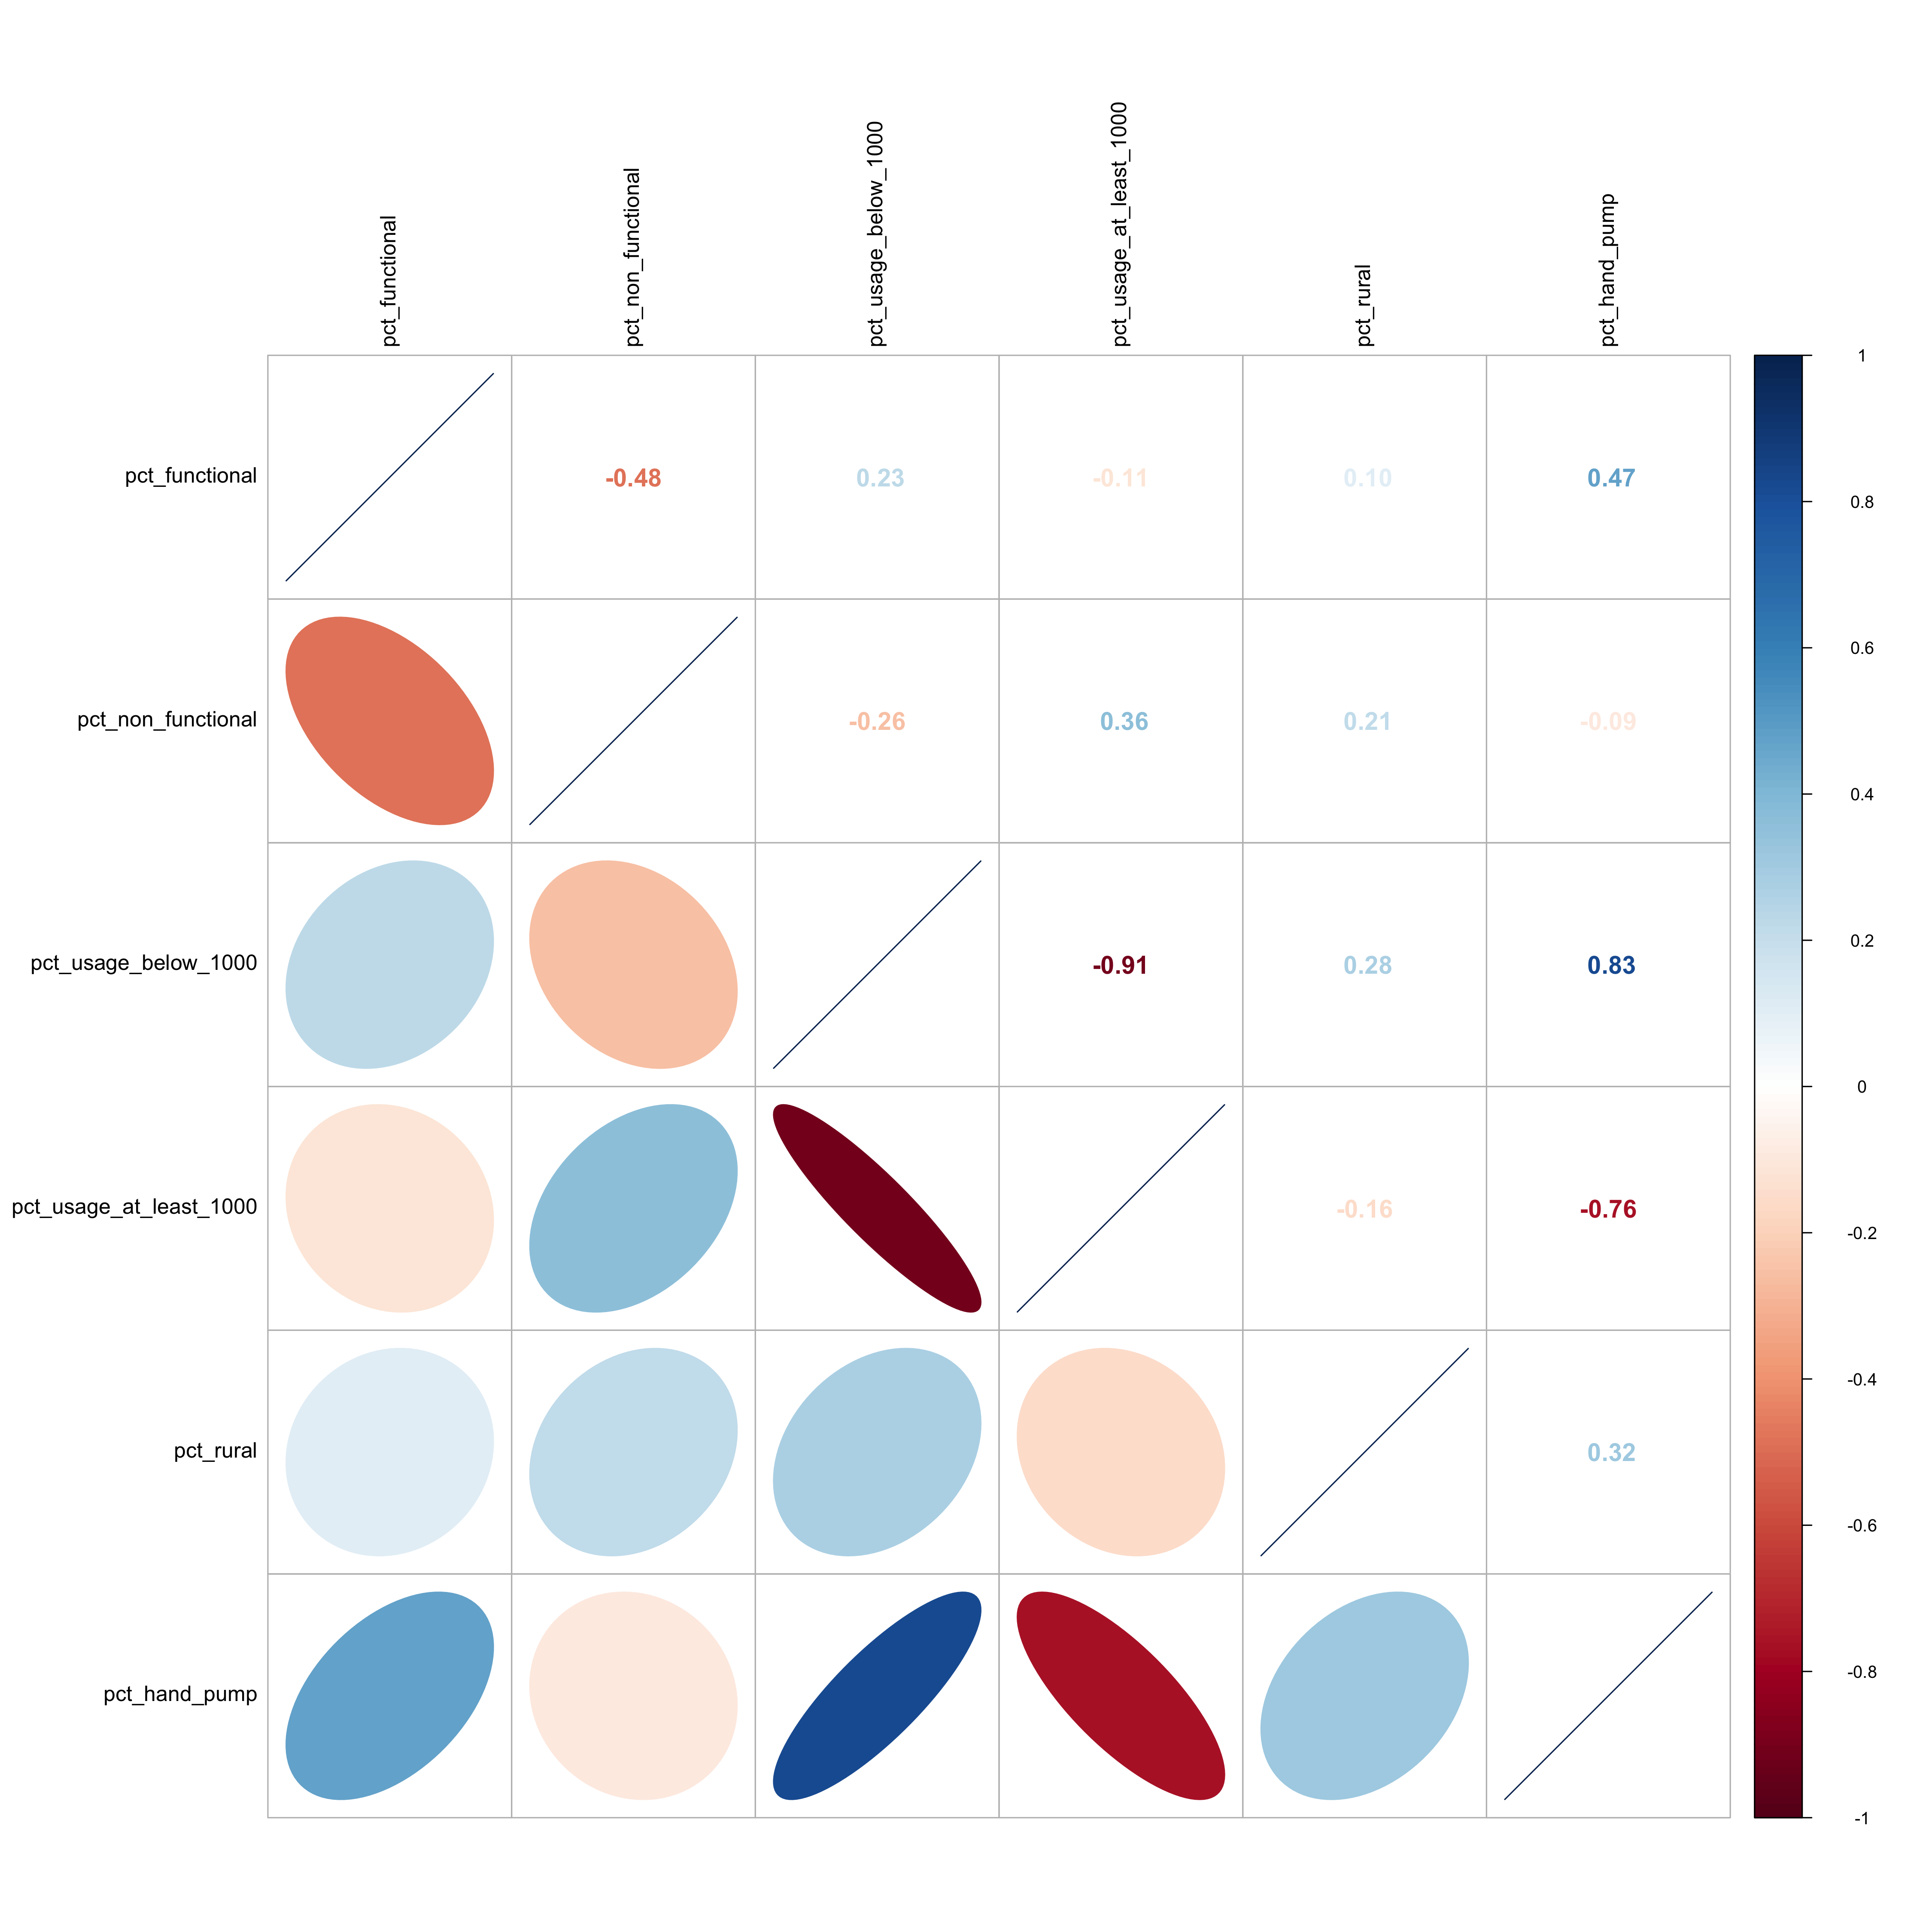 pct_functional
pct_non_functional
pct_usage_below_1000
pct_usage_at_least_1000
pct_rural
pct_hand_pump
pct_functional -0.48 0.23 -0.11 0.10 0.47
pct_non_functional -0.26 0.36 0.21 -0.09
pct_usage_below_1000 -0.91 0.28 0.83
pct_usage_at_least_1000 -0.16 -0.76
pct_rural 0.32
pct_hand_pump
1
0.8
0.6
0.4
0.2
0
-0.2
-0.4
-0.6
-0.8
-1